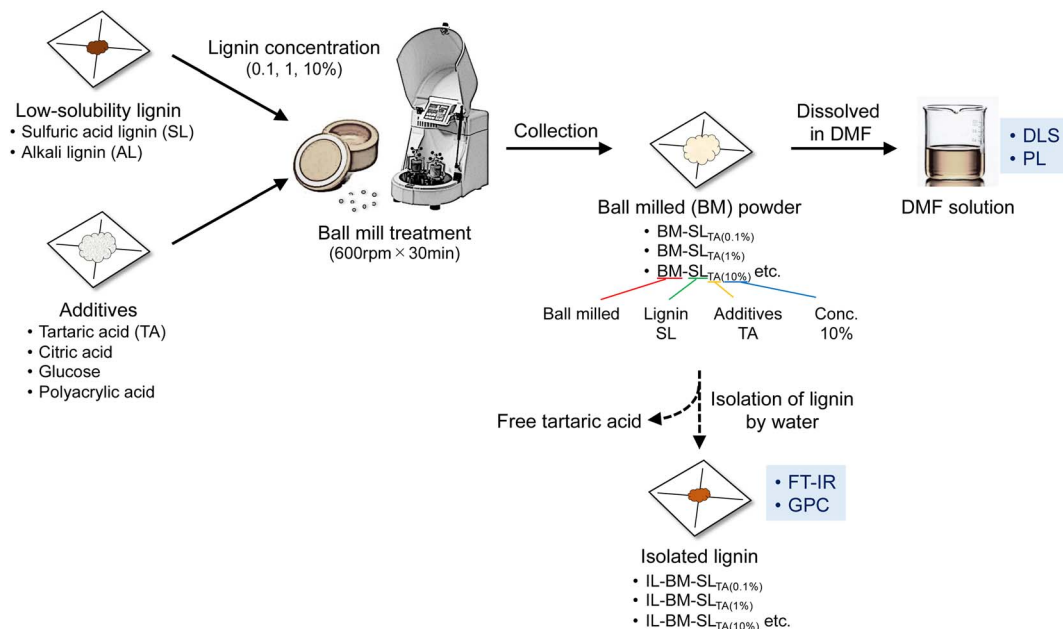 Low-solubility lignin
• Sulfuric acid lignin (SL)
• Alkali lignin (AL)
Lignin concentration
(0.1, 1, 10%)
Additives
• Tartaric acid (TA)
• Citric acid
• Glucose
• Polyacrylic acid
Ball mill treatment
(600rpm×30min)
Collection
Ball milled (BM) powder
• BM-SLTA(0.1%)
• BM-SLTA(1%)
• BM-SLTA(10%) etc.
Ball milled
Lignin
SL
Additives
TA
Conc.
10%
Dissolved
in DMF
DMF solution
• DLS
• PL
Free tartaric acid
Isolation of lignin
by water
• FT-IR
• GPC
Isolated lignin
• IL-BM-SLTA(0.1%)
• IL-BM-SLTA(1%)
• IL-BM-SLTA(10%) etc.